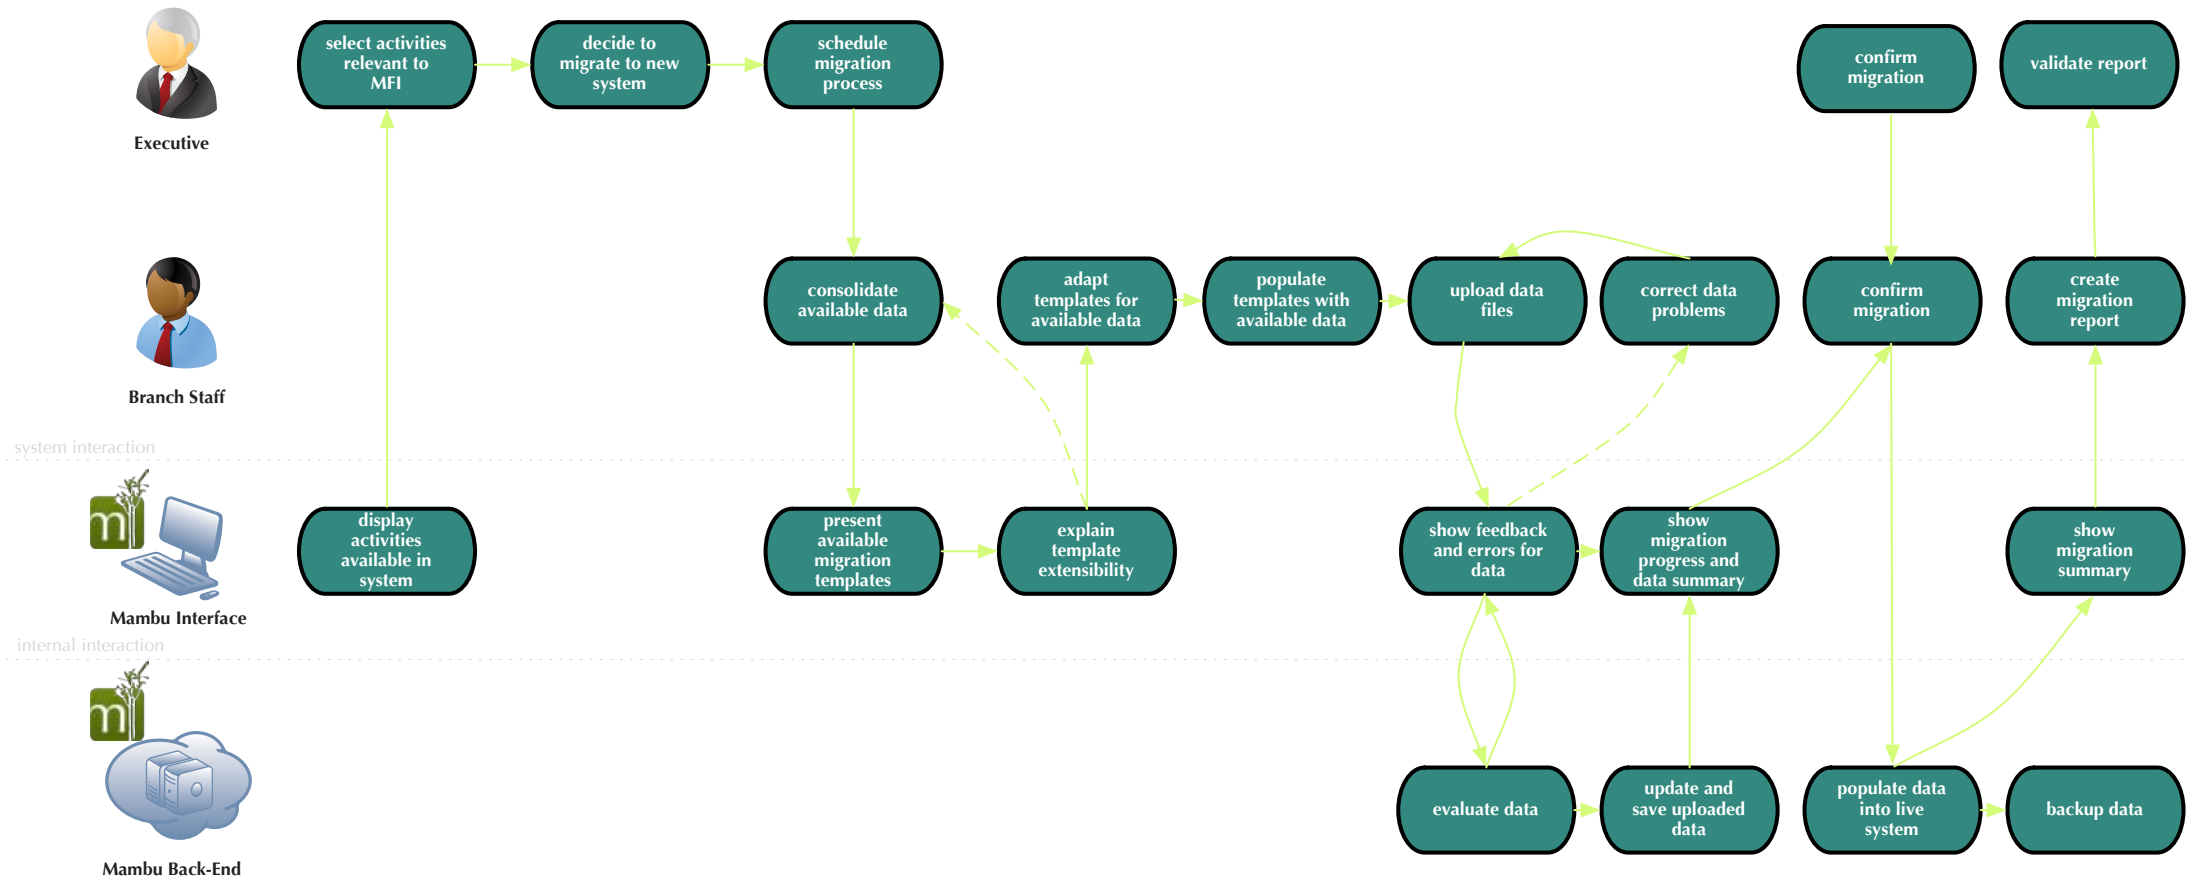 select activities
relevant to
MFI
decide to
migrate to new
system
schedule
migration
process
confirm
migration
validate report
Executive
consolidate
available data
adapt
templates for
available data
populate
templates with
available data
upload data
files
correct data
problems
confirm
migration
create
migration
report
Branch Staff
system interaction
m
display
activities
available in
system
present
available
migration
templates
explain
template
extensibility
show feedback
and errors for
data
show
migration
progress and
data summary
show
migration
summary
Mambu Interface
internal interaction
m
evaluate data
update and
save uploaded
data
populate data
into live
system
backup data
Mambu Back-End